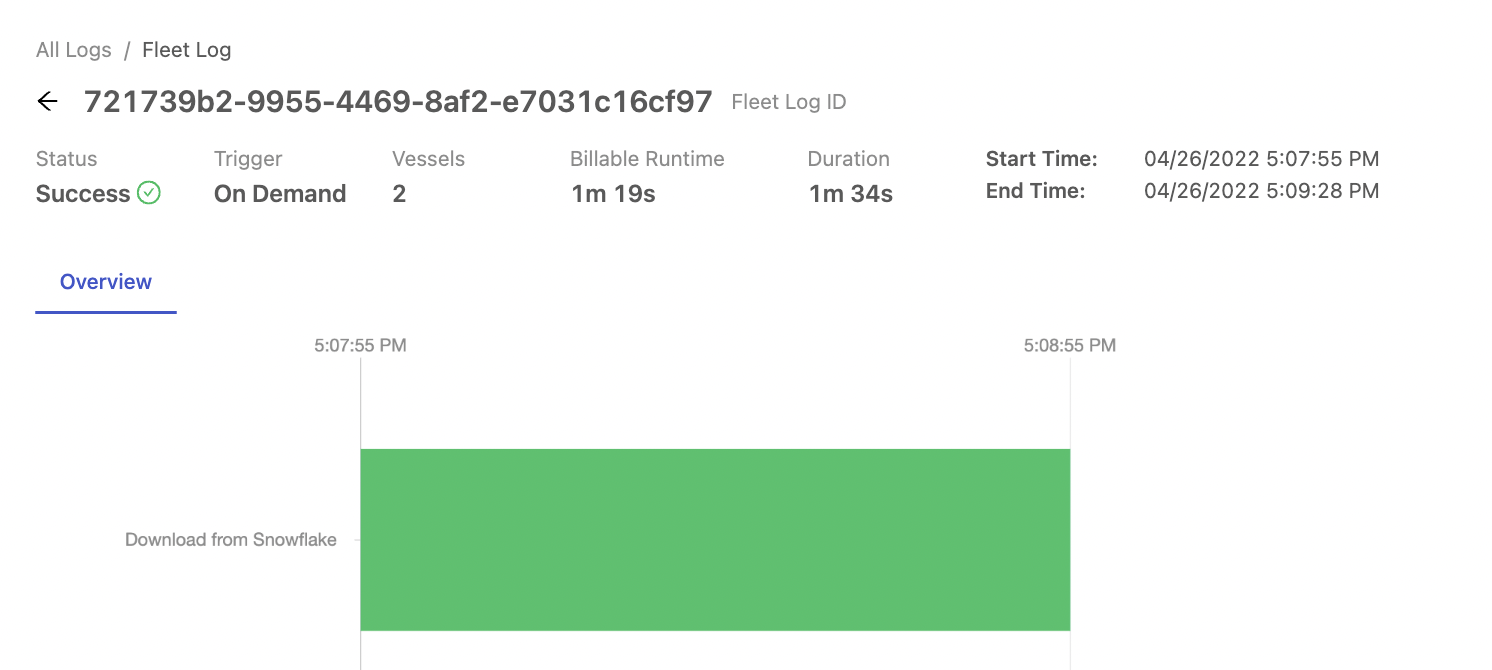 All Logs / Fleet Log
721739b2-9955-4469-8af2-e7031c16cf97 Fleet Log ID
Status Trigger Vessels Billable Runtime Duration Start Time: 04/26/2022 5:07:55 PM
Success On Demand 2 1m 19s 1m 34s End Time: 04/26/2022 5:09:28 PM
Overview
5:07:55 PM 5:08:55 PM
Download from Snowflake